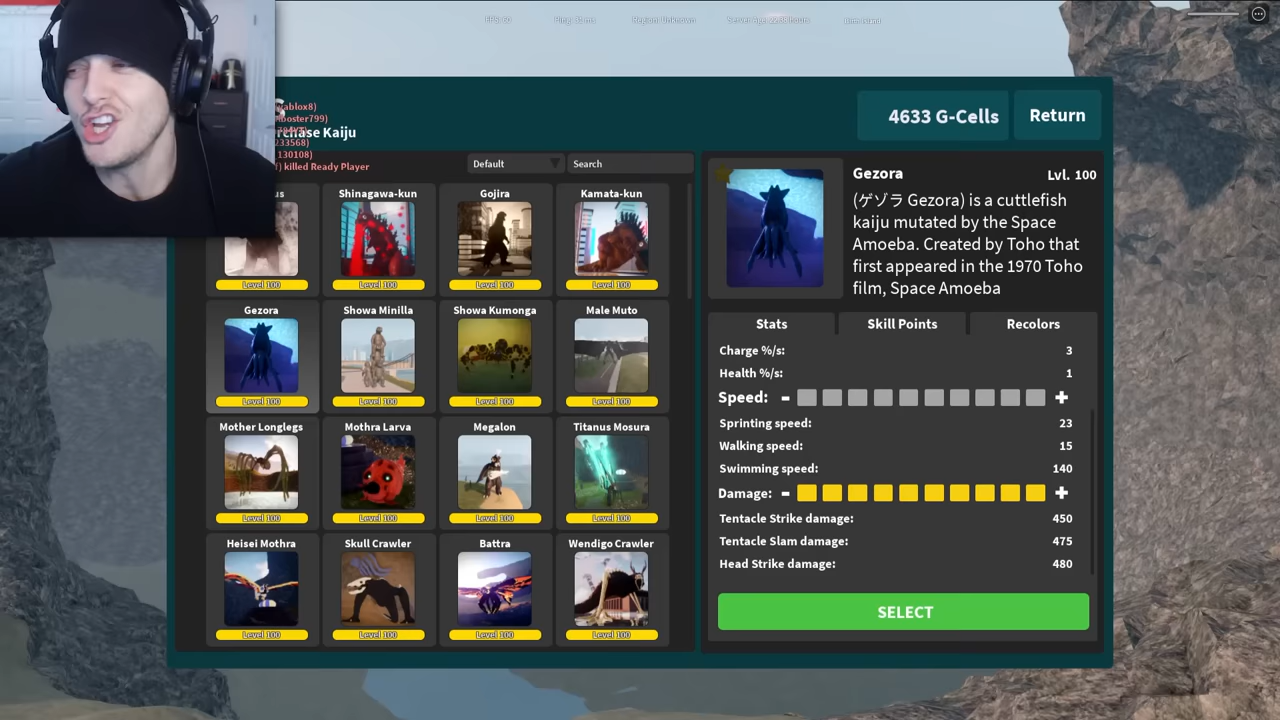 4633 G-Cells
Return
rchase Kaiju
) killed Ready Player
Default
Search
us
Shinagawa-kun
Gojira
Kamata-kun
Level 100
Level 100
Level 100
Level 100
Gezora
Showa Minilla
Showa Kumonga
Male Muto
Level 100
Level 100
Level 100
Level 100
Mother Longlegs
Mothra Larva
Megalon
Titanus Mosura
Level 100
Level 100
Level 100
Level 100
Heisei Mothra
Skull Crawler
Battra
Wendigo Crawler
Level 100
Level 100
Level 100
Level 100
Gezora
Lvl. 100
(ゲゾラ Gezora) is a cuttlefish
kaiju mutated by the Space
Amoeba. Created by Toho that
first appeared in the 1970 Toho
film, Space Amoeba
Stats
Skill Points
Recolors
Charge %/s: 3
Health %/s: 1
Speed: - +
Sprinting speed: 23
Walking speed: 15
Swimming speed: 140
Damage: - +
Tentacle Strike damage: 450
Tentacle Slam damage: 475
Head Strike damage: 480
SELECT